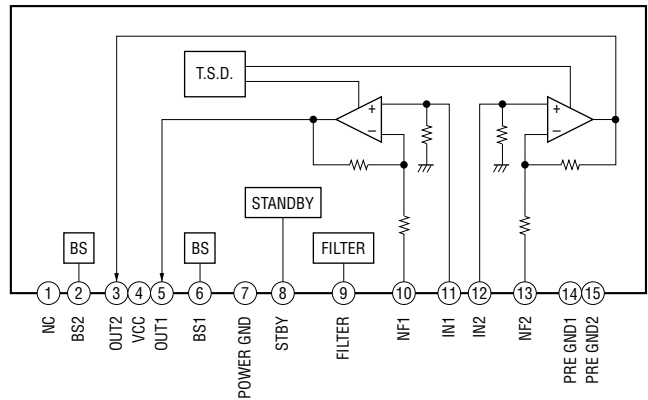 T.S.D.
+
−
+
−
STANDBY
BS
BS
FILTER
1 2 3 4 5 6 7 8 9 10 11 12 13 14 15
NC
BS2
OUT2
VCC
OUT1
BS1
POWER GND
STBY
FILTER
NF1
IN1
IN2
NF2
PRE GND1
PRE GND2